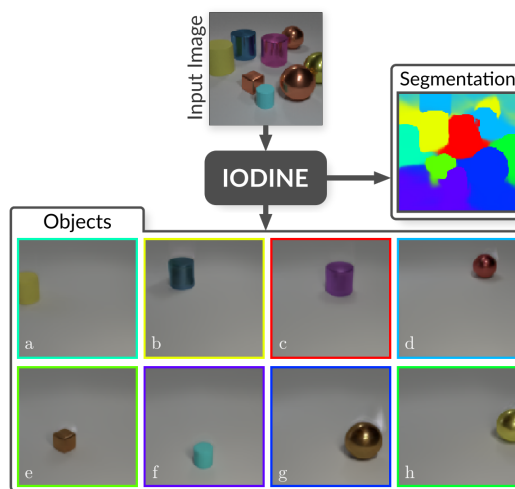 Input Image
Segmentation
IODINE
Objects
a
b
c
d
e
f
g
h